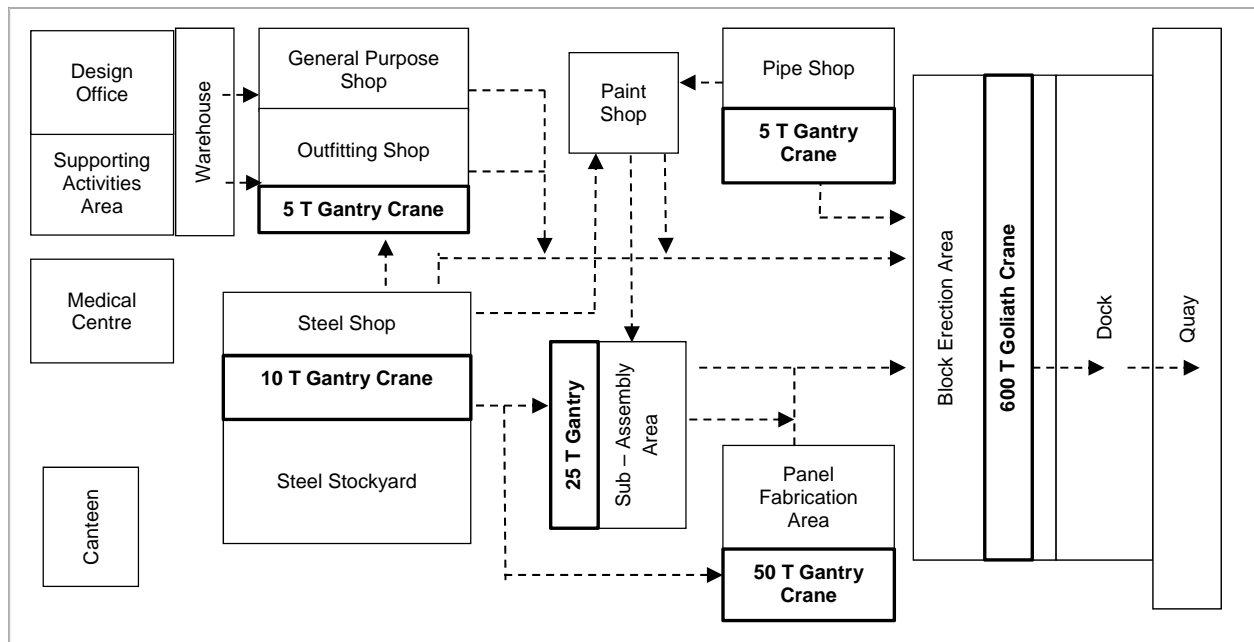 Design
Office
Supporting
Activities
Area
Warehouse
General Purpose
Shop
Outfitting Shop
5 T Gantry Crane
Paint
Shop
Pipe Shop
5 T Gantry
Crane
Medical
Centre
Steel Shop
10 T Gantry Crane
Steel Stockyard
Canteen
25 T Gantry
Sub – Assembly
Area
Panel
Fabrication
Area
50 T Gantry
Crane
Block Erection Area
600 T Goliath Crane
Dock
Quay